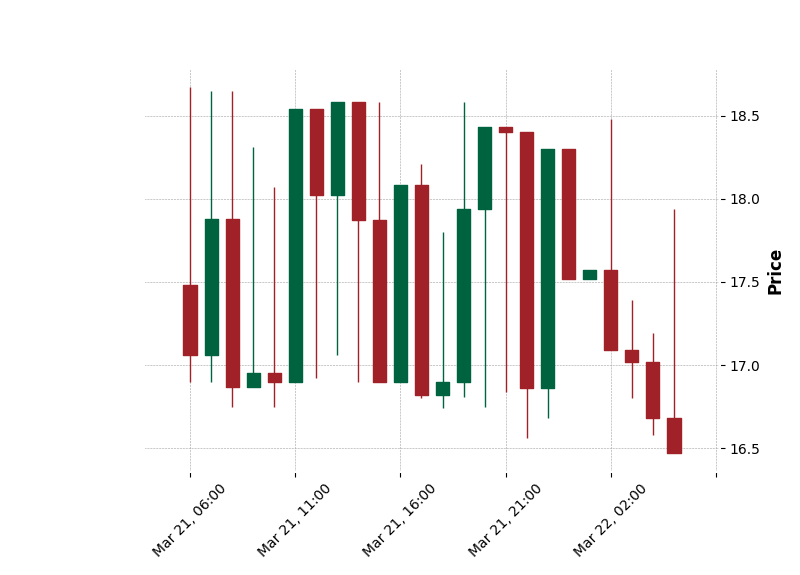 18.5
18.0
17.5
17.0
16.5
Price
Mar 21, 06:00
Mar 21, 11:00
Mar 21, 16:00
Mar 21, 21:00
Mar 22, 02:00